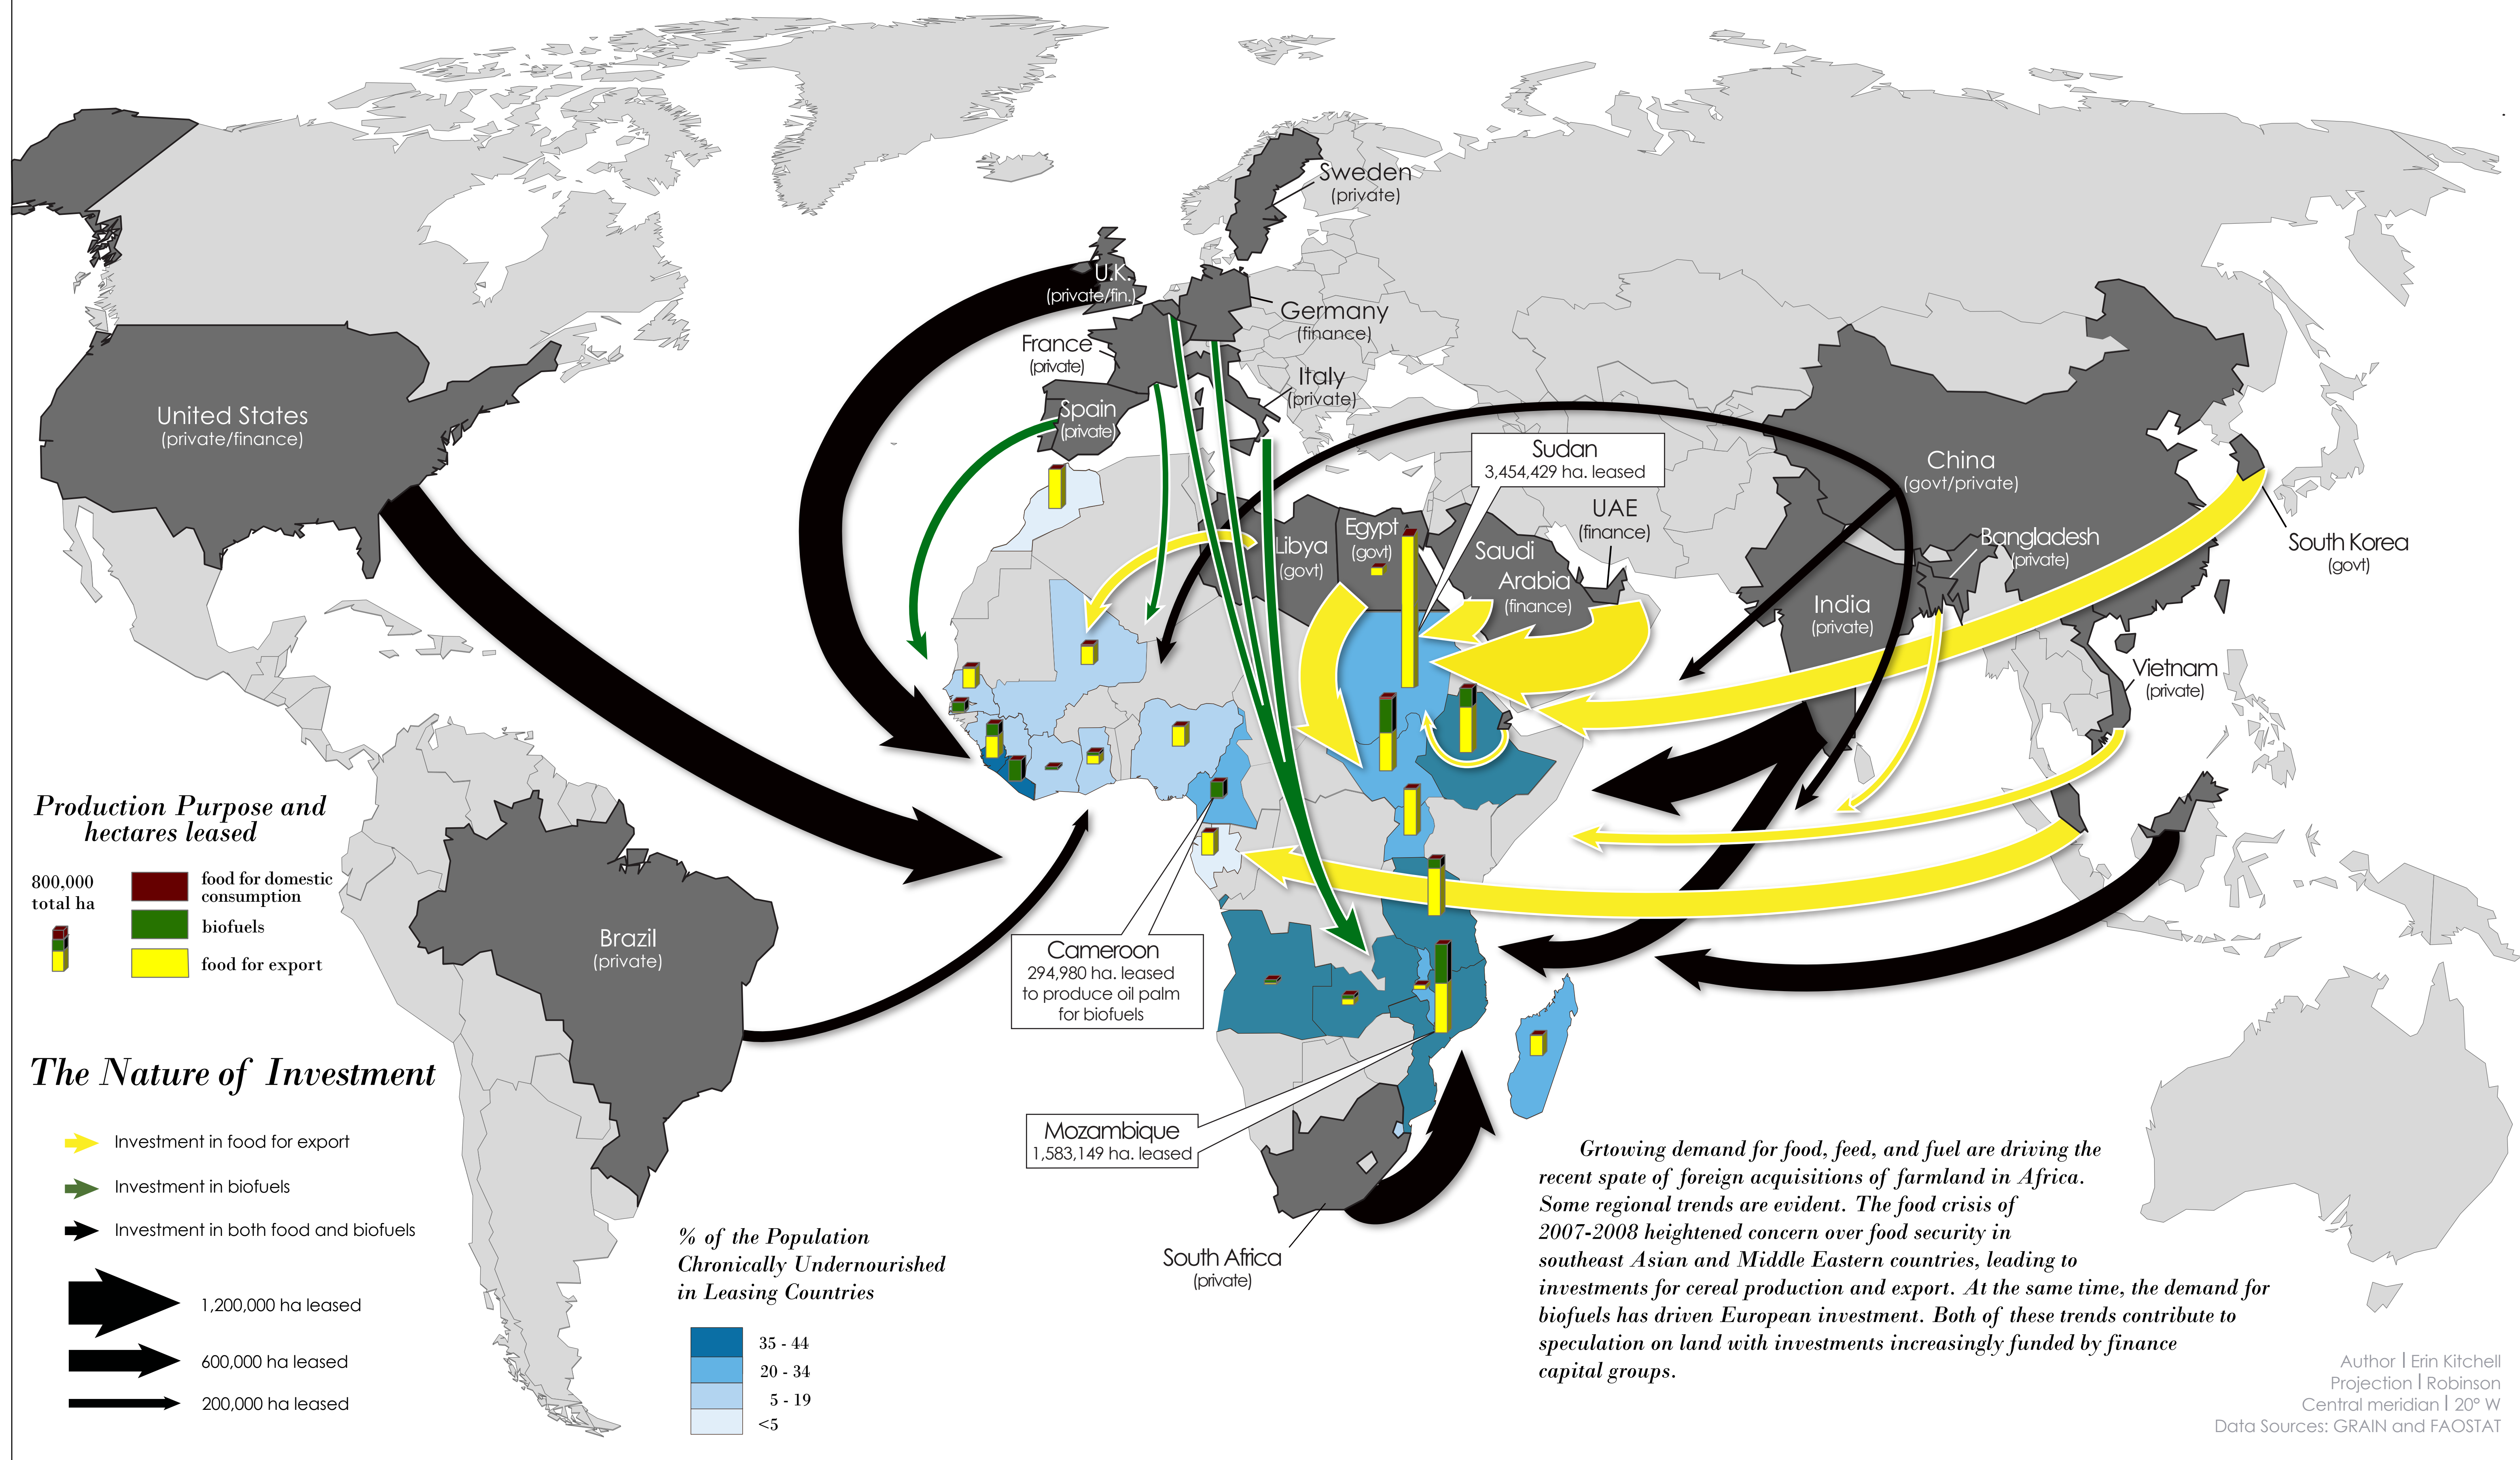 Sweden
(private)
U.K.
(private/fin.)
Germany
(finance)
France
(private)
Italy
(private)
Spain
(private)
United States
(private/finance)
Sudan
3,454,429 ha. leased
China
(govt/private)
UAE
(finance)
Egypt
(govt)
Libya
(govt)
Saudi
Arabia
(finance)
Bangladesh
(private)
South Korea
(govt)
India
(private)
Vietnam
(private)
Production Purpose and
hectares leased
800,000
total ha
food for domestic
consumption
biofuels
food for export
Brazil
(private)
Cameroon
294,980 ha. leased
to produce oil palm
for biofuels
The Nature of Investment
Investment in food for export
Investment in biofuels
Investment in both food and biofuels
1,200,000 ha leased
600,000 ha leased
200,000 ha leased
Mozambique
1,583,149 ha. leased
South Africa
(private)
% of the Population
Chronically Undernourished
in Leasing Countries
35 - 44
20 - 34
5 - 19
<5
Grtowing demand for food, feed, and fuel are driving the
recent spate of foreign acquisitions of farmland in Africa.
Some regional trends are evident. The food crisis of
2007-2008 heightened concern over food security in
southeast Asian and Middle Eastern countries, leading to
investments for cereal production and export. At the same time, the demand for
biofuels has driven European investment. Both of these trends contribute to
speculation on land with investments increasingly funded by finance
capital groups.
Author | Erin Kitchell
Projection | Robinson
Central meridian | 20° W
Data Sources: GRAIN and FAOSTAT